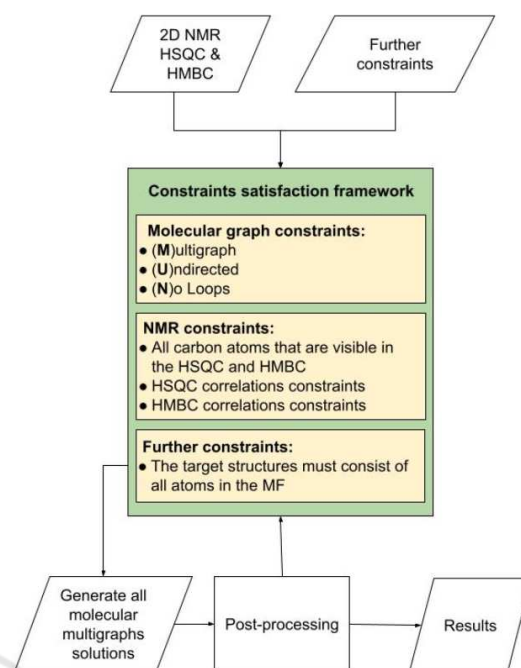 2D NMR
HSQC &
HMBC
Further
constraints
Constraints satisfaction framework
Molecular graph constraints:
● (M)ultigraph
● (U)ndirected
● (N)o Loops
NMR constraints:
● All carbon atoms that are visible in
the HSQC and HMBC
● HSQC correlations constraints
● HMBC correlations constraints
Further constraints:
● The target structures must consist of
all atoms in the MF
Generate all
molecular
multigraphs
solutions
Post-processing
Results